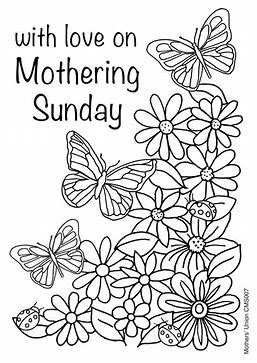 with love on
Mothering
Sunday
Mothers' Union CMS007